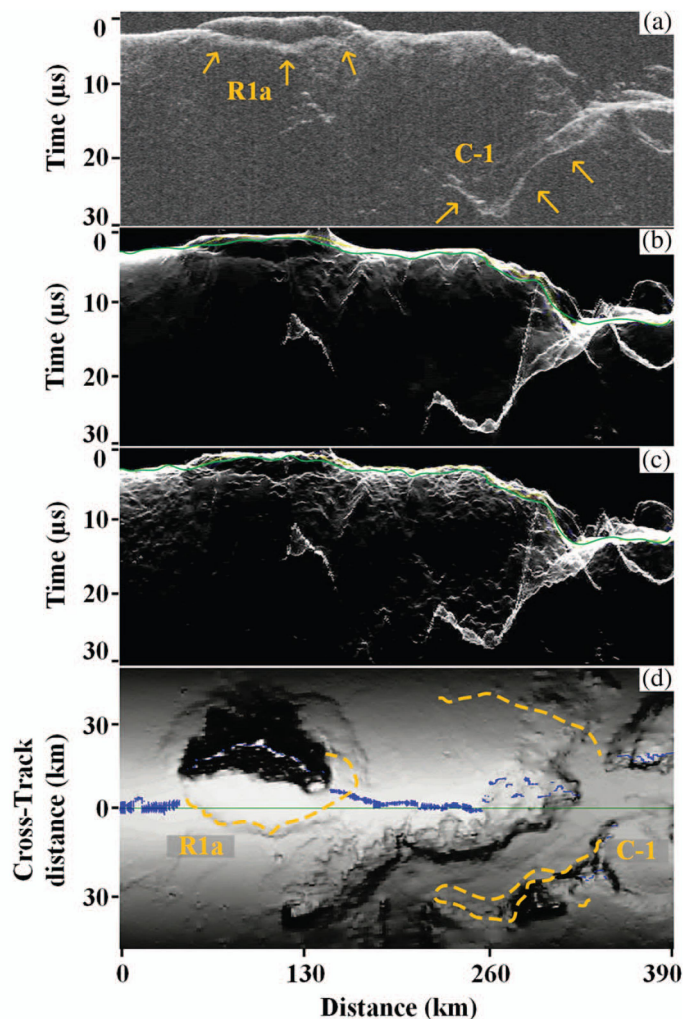 (a)
0
10
20
30
Time (μs)
R1a
C-1
(b)
0
10
20
30
Time (μs)
(c)
0
10
20
30
Time (μs)
(d)
30
0
30
Cross-Track
distance (km)
R1a
C-1
0 130 260 390
Distance (km)